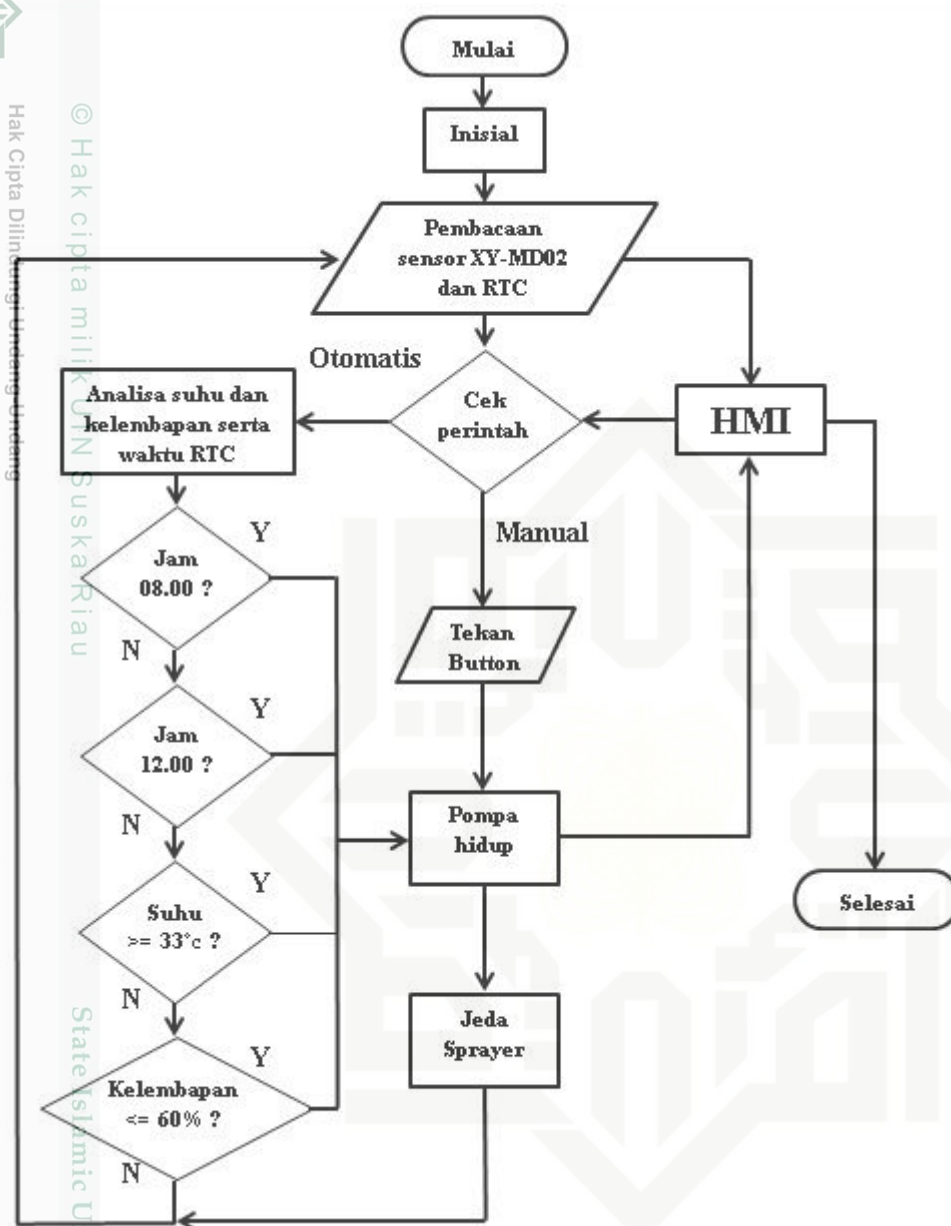 Mulai
Inisial
Pembacaan
sensor XY-MD02
dan RTC
Otomatis
Analisa suhu dan
kelembapan serta
waktu RTC
Cek
perintah
HMI
Y
Jam
08.00 ?
Manual
N
Tekan
Button
Y
Jam
12.00 ?
N
Pompa
hidup
Y
Suhu
>= 33°c ?
Selesai
N
Jeda
Sprayer
Y
Kelembapan
<= 60% ?
N
© Hak cipta milik UIN Suska Riau
State Islamic U
Hak Cipta Dilindungi Undang-Undang